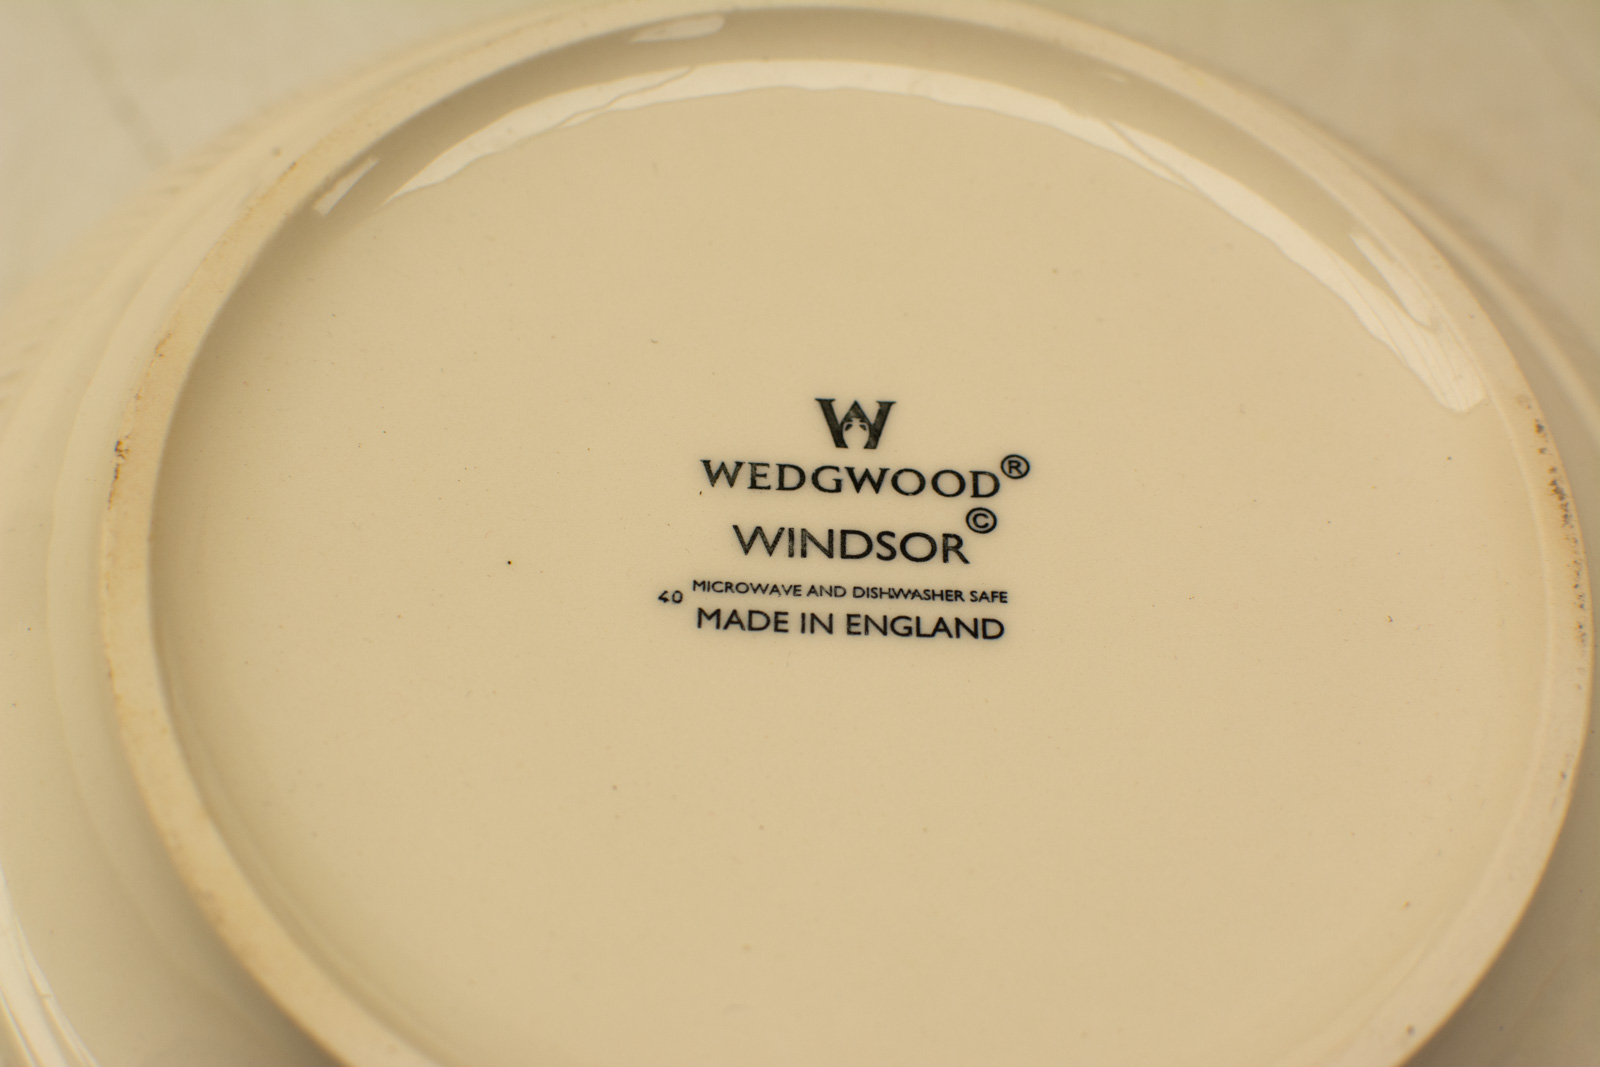 W
WEDGWOOD®
WINDSOR©
40 MICROWAVE AND DISHWASHER SAFE
MADE IN ENGLAND